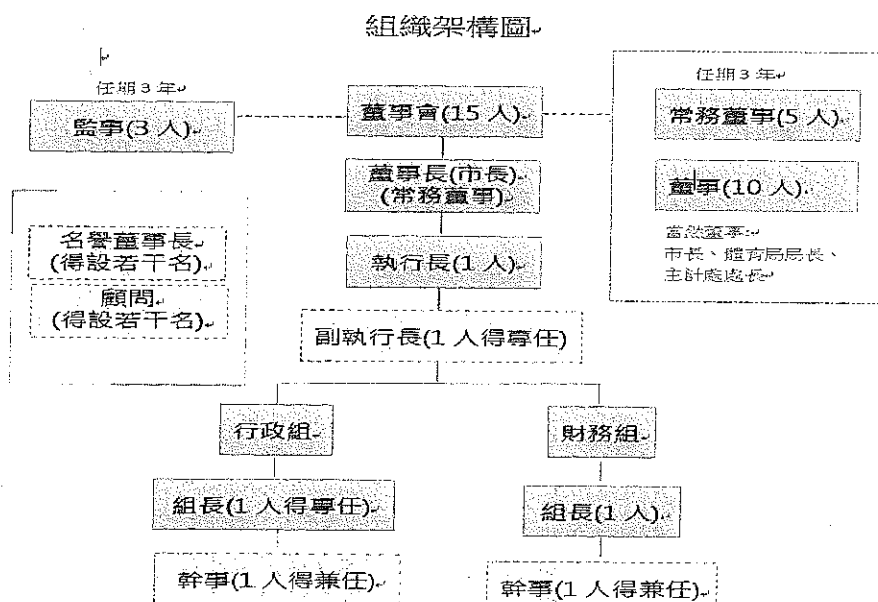 組織架構圖
任期3年
監事(3人)
董事會(15人)
任期3年
常務董事(5人)
董事(10人)
當然董事:
市長、體育局局長、
主計處處長
董事長(市長)
(常務董事)
名譽董事長
(得設若干名)
顧問
(得設若干名)
執行長(1人)
副執行長(1人得專任)
行政組
財務組
組長(1人得專任)
組長(1人)
幹事(1人得兼任)
幹事(1人得兼任)